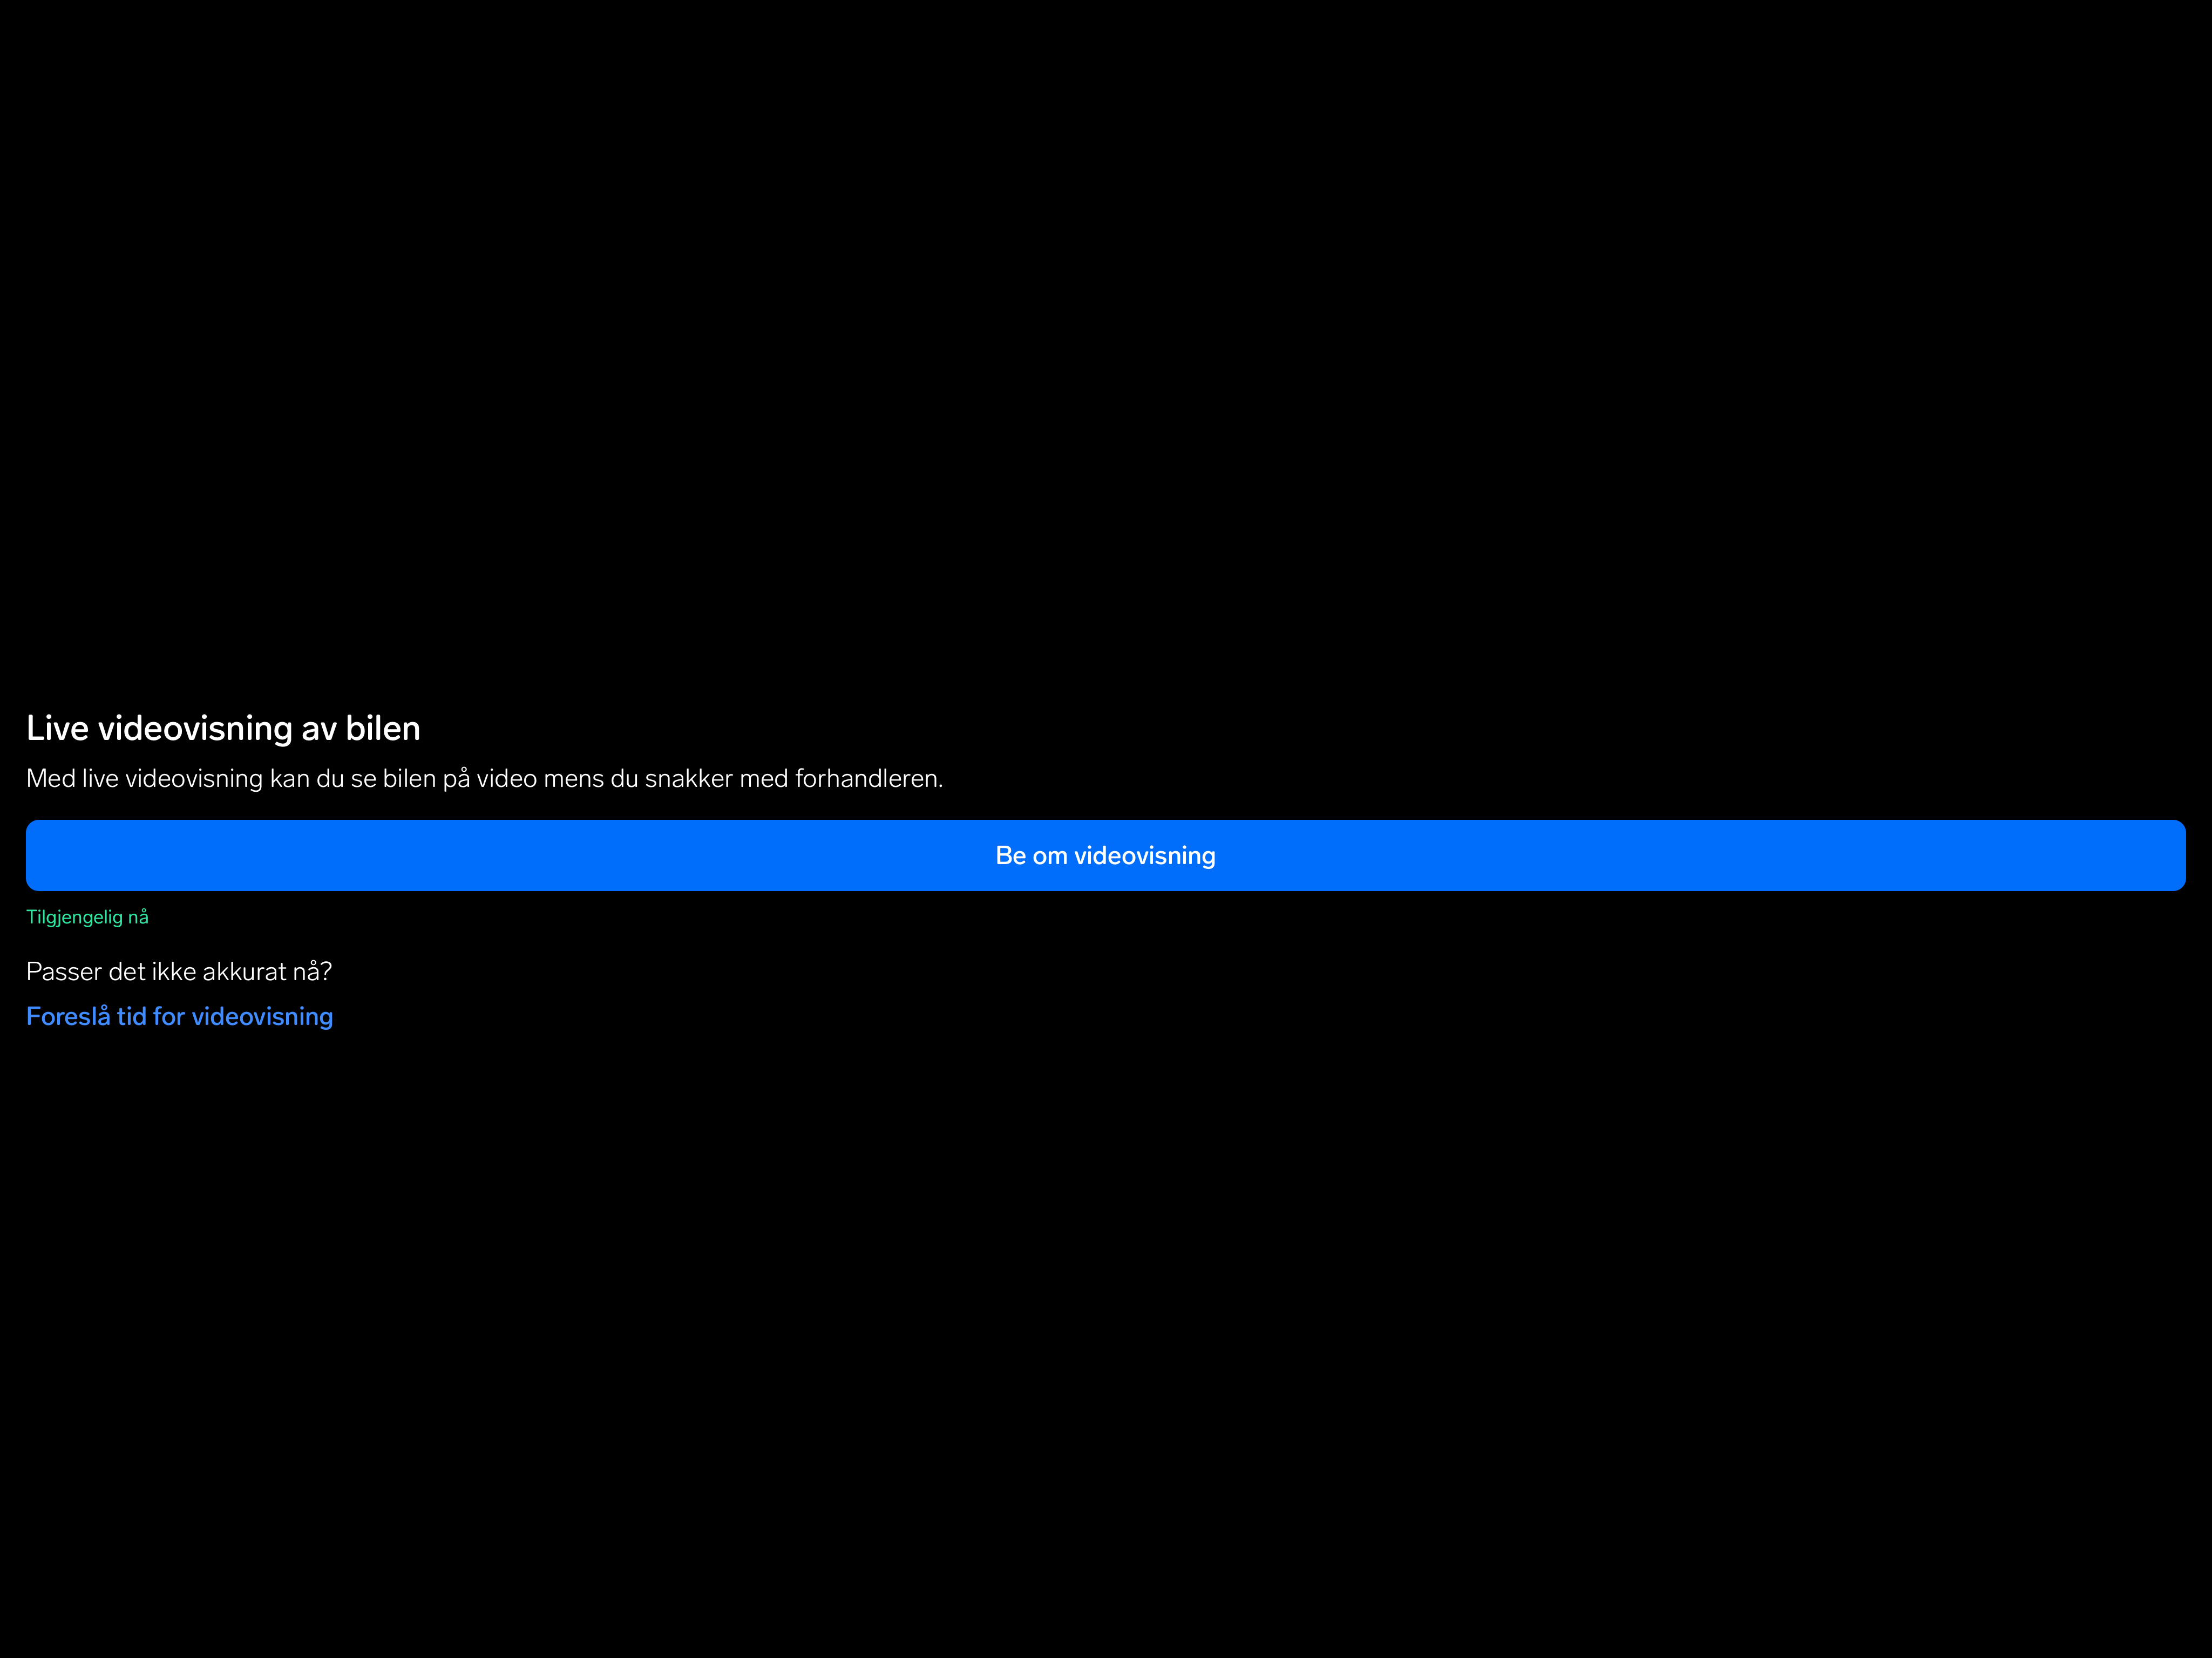 Live videovisning av bilen
Med live videovisning kan du se bilen på video mens du snakker med forhandleren.
Be om videovisning
Tilgjengelig nå
Passer det ikke akkurat nå?
Foreslå tid for videovisning